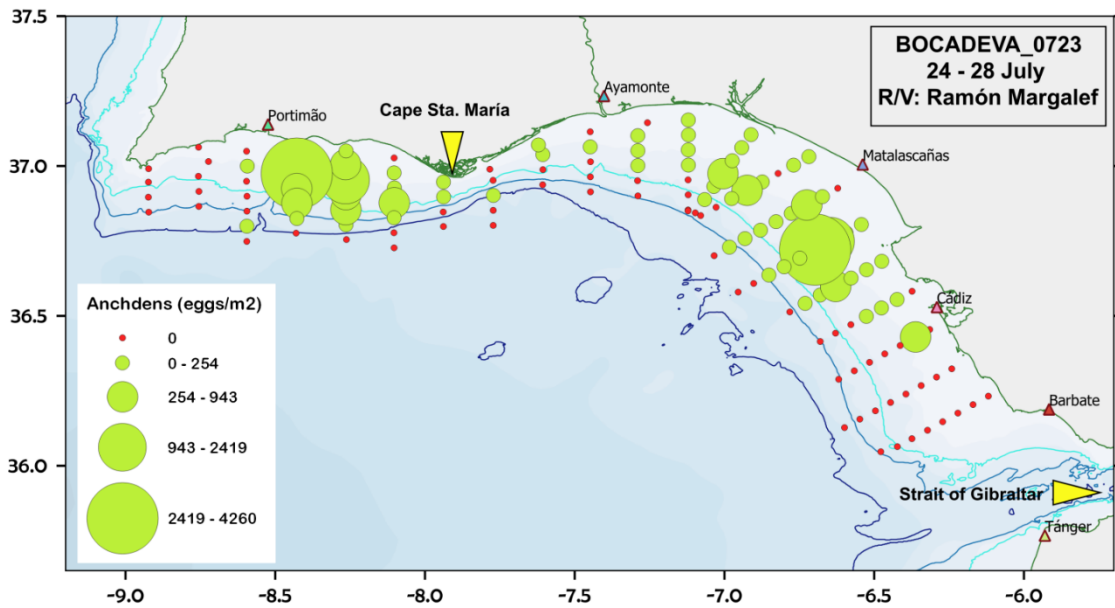 37.5
37.0
36.5
36.0
BOCADEVA_0723
24 - 28 July
R/V: Ramón Margalef
Ayamonte
Portimão
Cape Sta. María
Matalascañas
Cádiz
Barbate
Strait of Gibraltar
Tánger
Anchdens (eggs/m2)
0
0 - 254
254 - 943
943 - 2419
2419 - 4260
-9.0 -8.5 -8.0 -7.5 -7.0 -6.5 -6.0